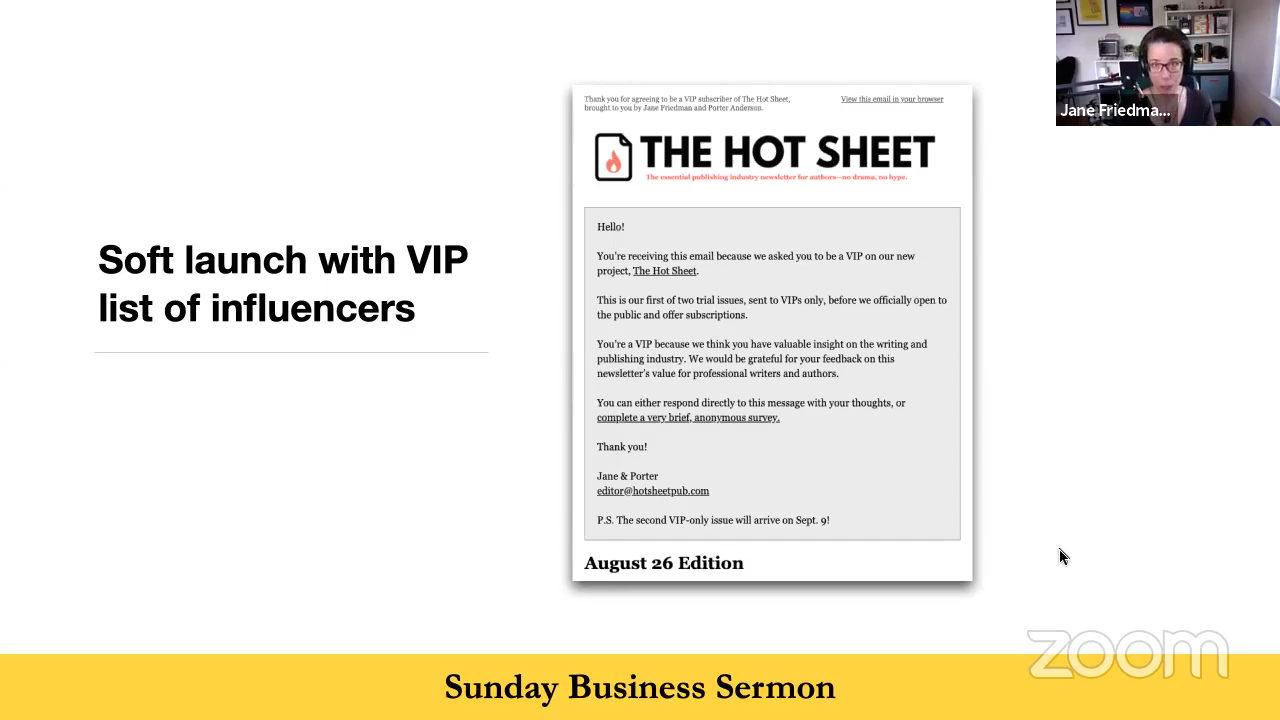 Soft launch with VIP
list of influencers
Thank you for agreeing to be a VIP subscriber of The Hot Sheet,
brought to you by Jane Friedman and Porter Anderson.
View this email in your browser
THE HOT SHEET
The essential publishing industry newsletter for authors—no drama, no hype.
Hello!
You're receiving this email because we asked you to be a VIP on our new
project, The Hot Sheet.
This is our first of two trial issues, sent to VIPs only, before we officially open to
the public and offer subscriptions.
You're a VIP because we think you have valuable insight on the writing and
publishing industry. We would be grateful for your feedback on this
newsletter's value for professional writers and authors.
You can either respond directly to this message with your thoughts, or
complete a very brief, anonymous survey.
Thank you!
Jane & Porter
editor@hotsheetpub.com
P.S. The second VIP-only issue will arrive on Sept. 9!
August 26 Edition
Jane Friedma...
zoom
Sunday Business Sermon